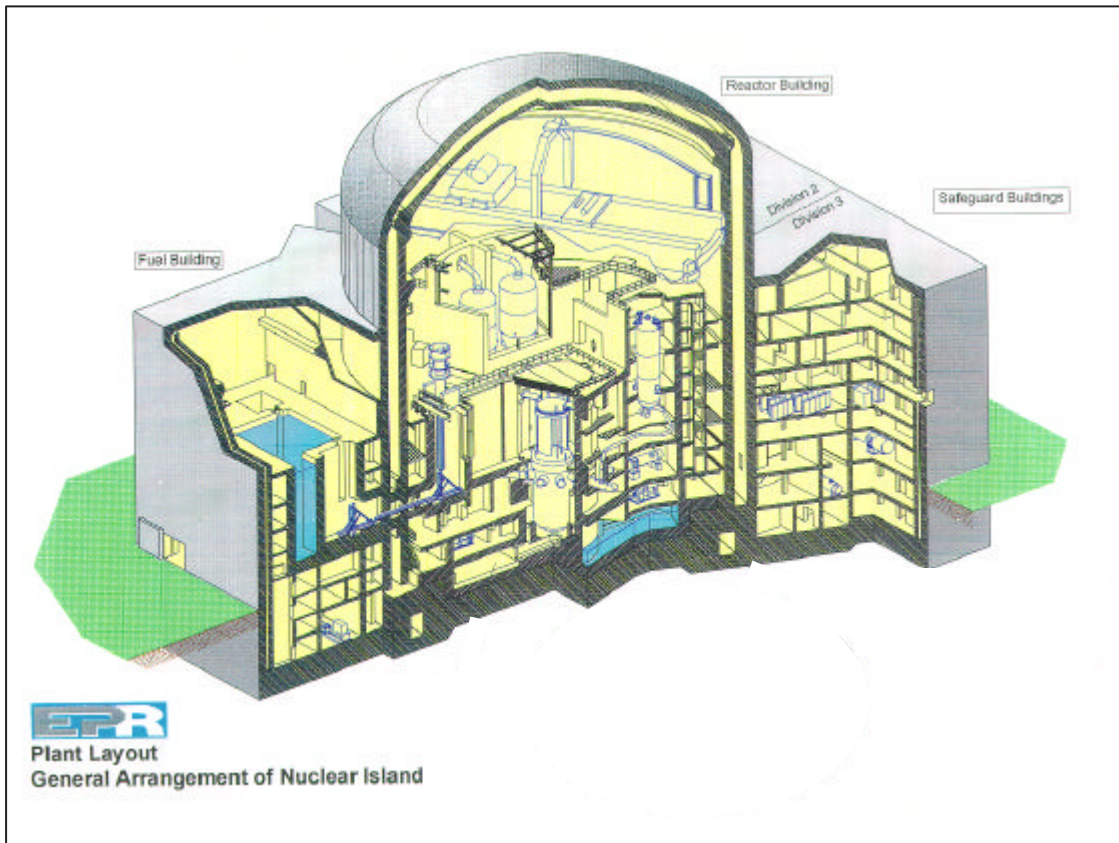 Reactor Building
Division 2
Division 3
Safeguard Buildings
Fuel Building
EPR
Plant Layout
General Arrangement of Nuclear Island